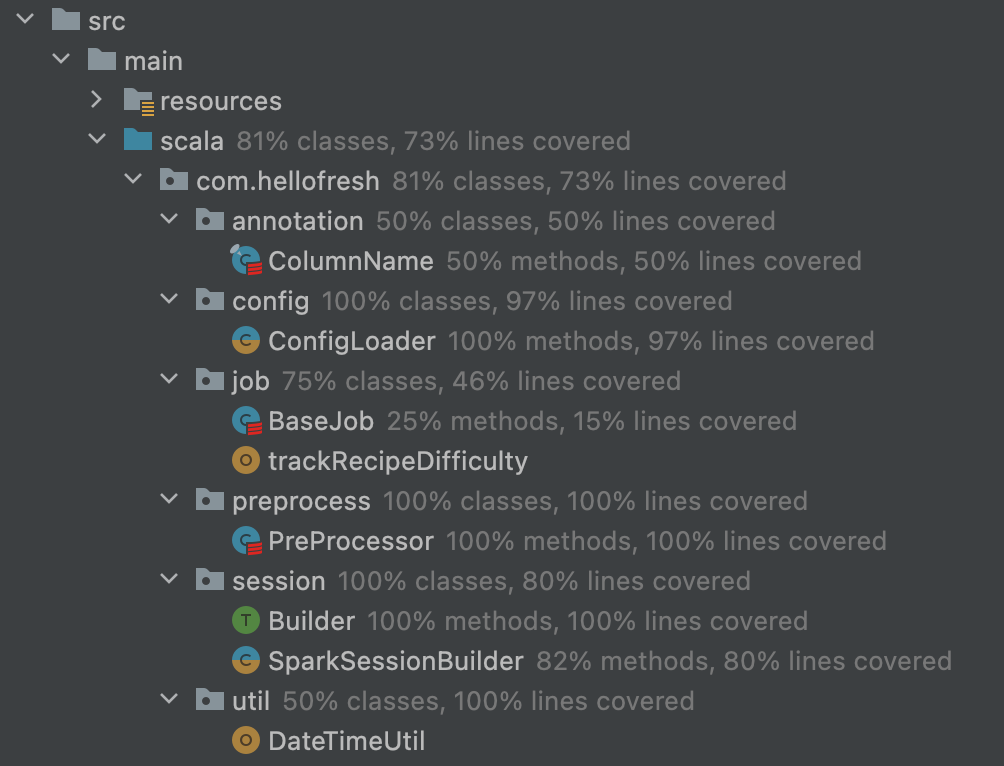 src
main
resources
scala 81% classes, 73% lines covered
com.hellofresh 81% classes, 73% lines covered
annotation 50% classes, 50% lines covered
C ColumnName 50% methods, 50% lines covered
config 100% classes, 97% lines covered
C ConfigLoader 100% methods, 97% lines covered
job 75% classes, 46% lines covered
C BaseJob 25% methods, 15% lines covered
O trackRecipeDifficulty
preprocess 100% classes, 100% lines covered
C PreProcessor 100% methods, 100% lines covered
session 100% classes, 80% lines covered
T Builder 100% methods, 100% lines covered
C SparkSessionBuilder 82% methods, 80% lines covered
util 50% classes, 100% lines covered
O DateTimeUtil